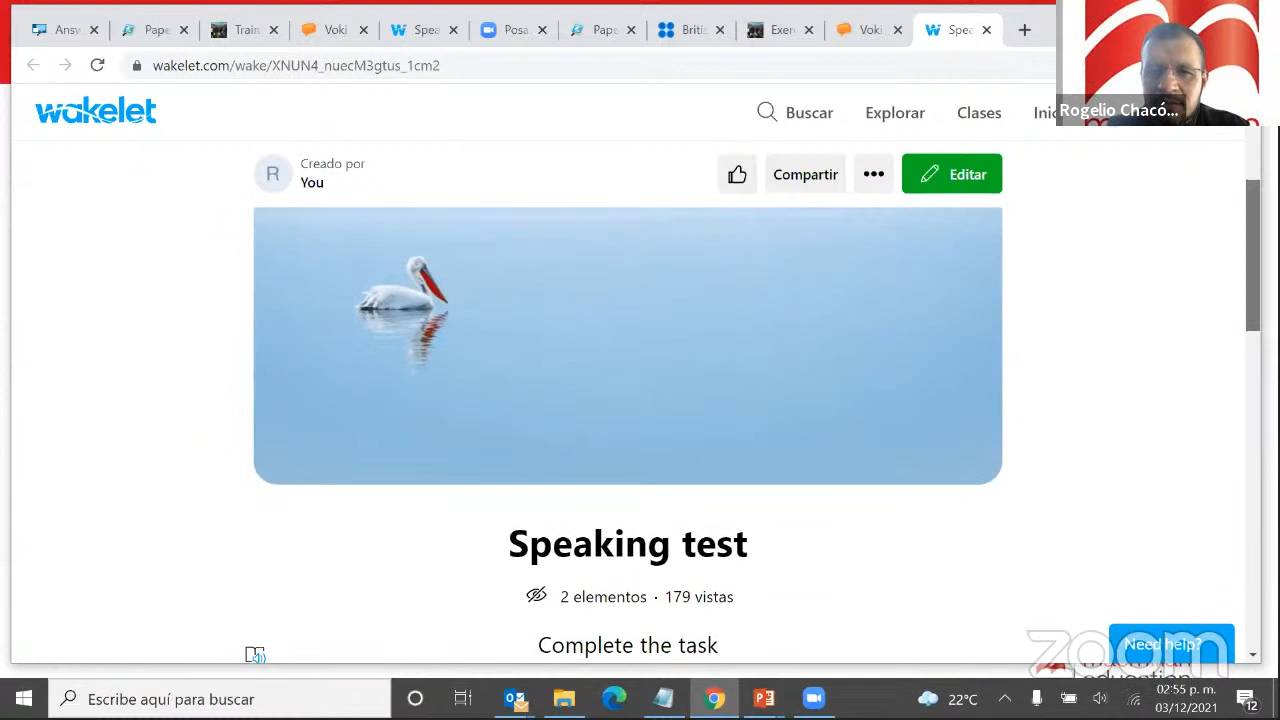 Answ
Pape
Train
Voki
Spea
Posa
Pape
Britis
Exer
Voki
Spea
wakelet.com/wake/XNUN4_nuecM3gtus_1cm2
Rogelio Chacó...
wakelet
Buscar
Explorar
Clases
R
Creado por
You
Compartir
Editar
Speaking test
2 elementos · 179 vistas
Complete the task
Need help?
zoom
Escribe aquí para buscar
22°C
02:55 p. m.
03/12/2021
12